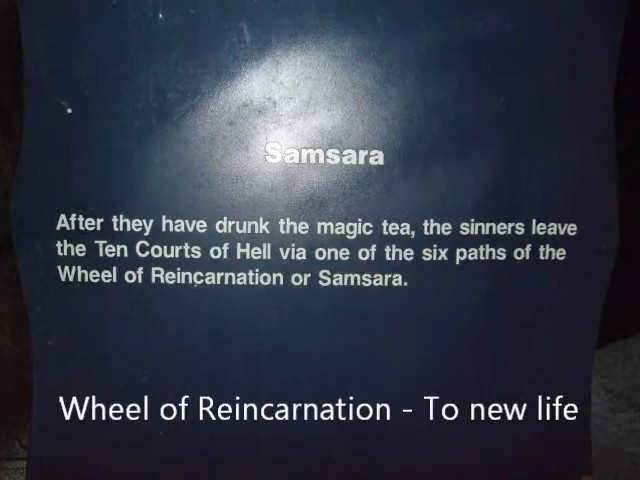 Samsara
After they have drunk the magic tea, the sinners leave
the Ten Courts of Hell via one of the six paths of the
Wheel of Reincarnation or Samsara.
Wheel of Reincarnation - To new life